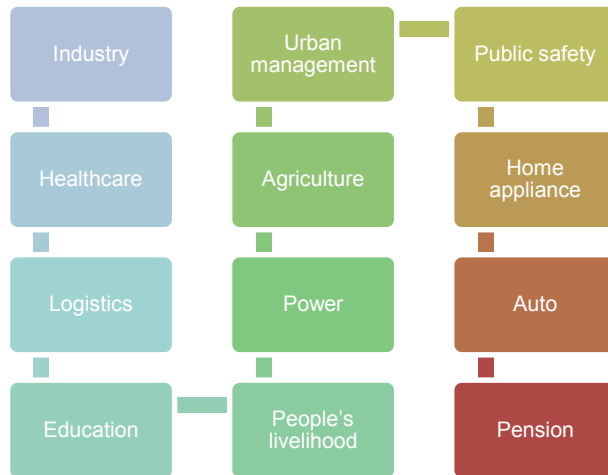 Industry
Healthcare
Logistics
Education
People’s
livelihood
Power
Agriculture
Urban
management
Public safety
Home
appliance
Auto
Pension